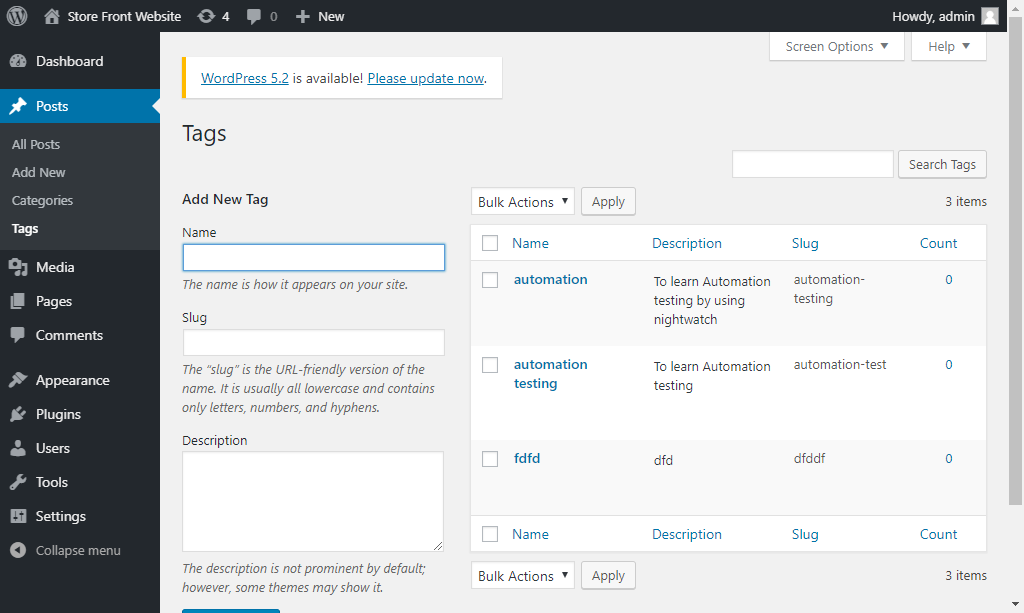 Store Front Website 4 0 New Howdy, admin
Screen Options Help
Dashboard
Posts
All Posts
Add New
Categories
Tags
Media
Pages
Comments
Appearance
Plugins
Users
Tools
Settings
Collapse menu
WordPress 5.2 is available! Please update now.
Tags
Search Tags
Add New Tag
Name
The name is how it appears on your site.
Slug
The “slug” is the URL-friendly version of the
name. It is usually all lowercase and contains
only letters, numbers, and hyphens.
Description
The description is not prominent by default;
however, some themes may show it.
Bulk Actions Apply 3 items
Name Description Slug Count
automation To learn Automation automation- 0
testing by using testing
nightwatch
automation To learn Automation automation-test 0
testing testing
fdfd dfd dfddf 0
Name Description Slug Count
Bulk Actions Apply 3 items